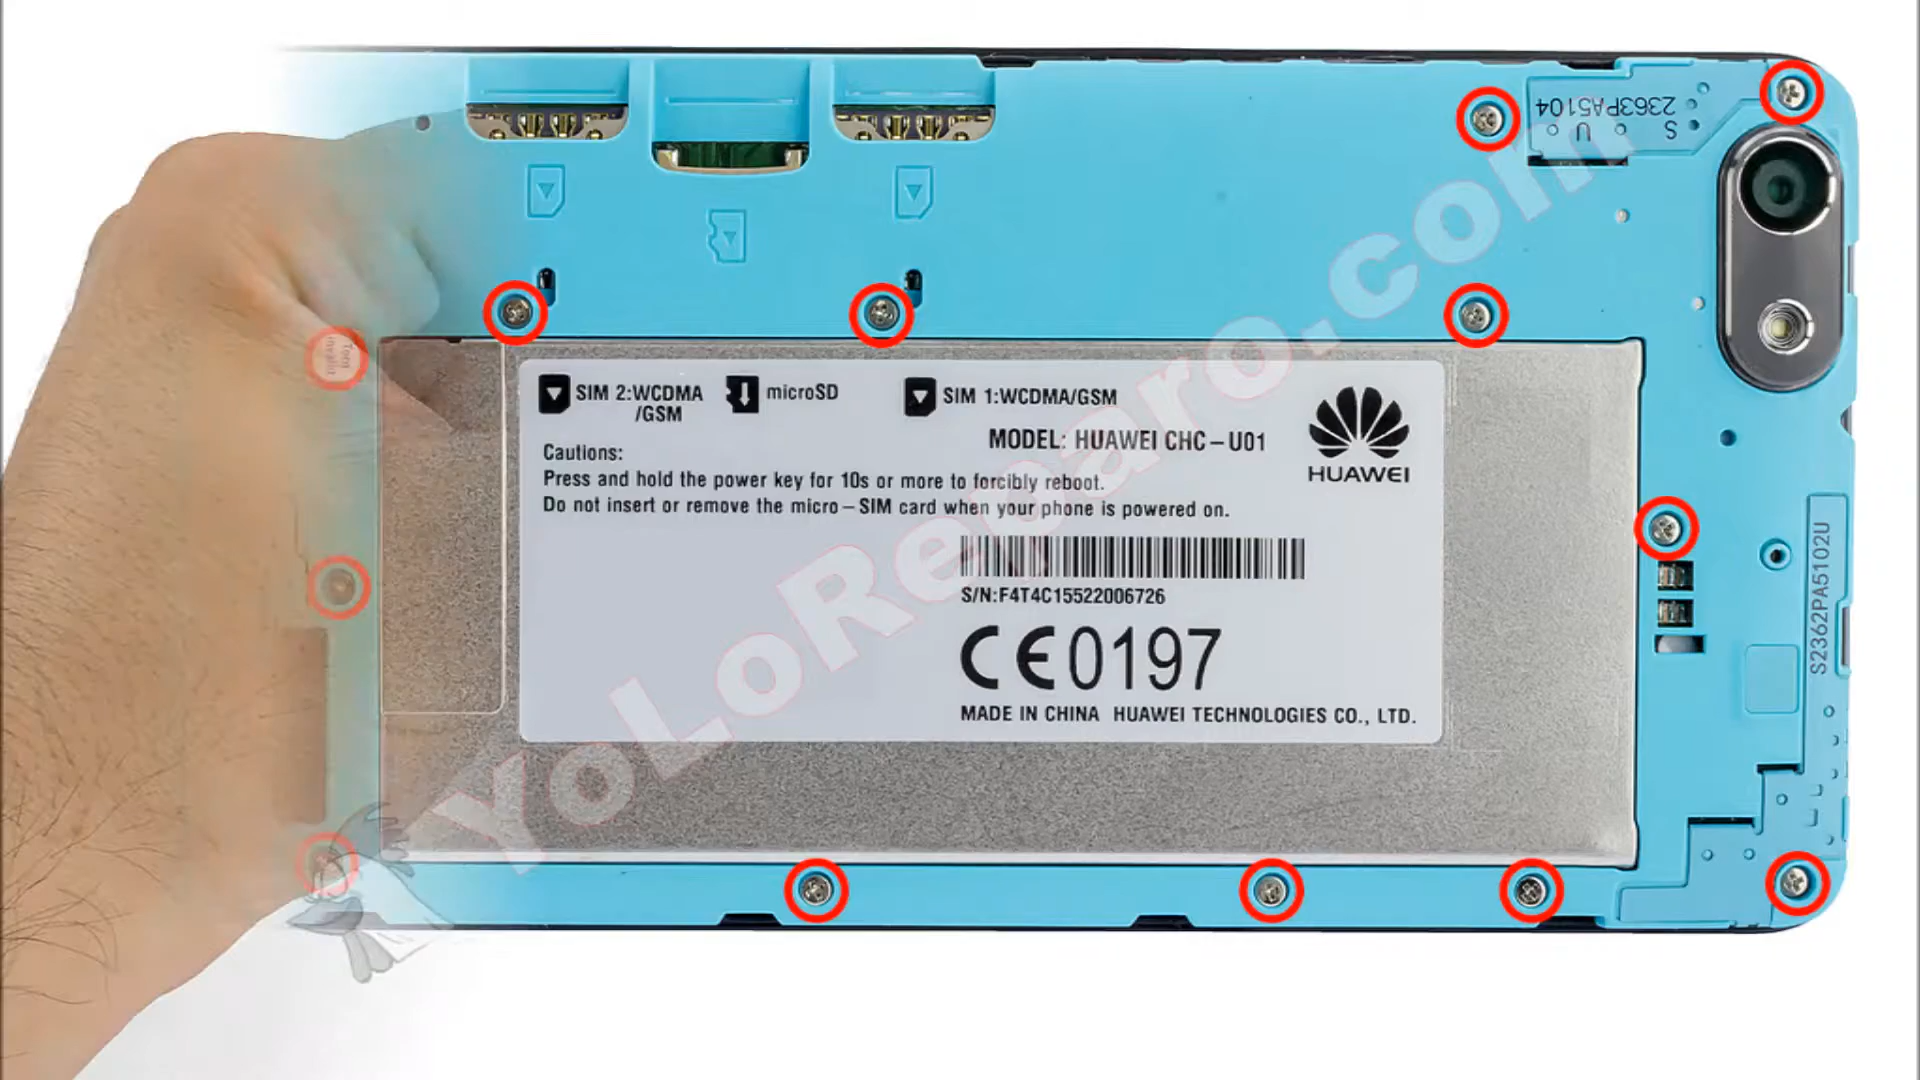 2363PA5104
S U
SIM 2:WCDMA
/GSM
microSD
SIM 1:WCDMA/GSM
MODEL: HUAWEI CHC-U01
HUAWEI
Cautions:
Press and hold the power key for 10s or more to forcibly reboot.
Do not insert or remove the micro-SIM card when your phone is powered on.
S/N:F4T4C15522006726
CE0197
MADE IN CHINA HUAWEI TECHNOLOGIES CO., LTD.
S2362PA5102U
Torn
Invalid
YoLoReparo.com